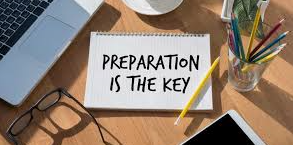 PREPARATION
IS THE KEY